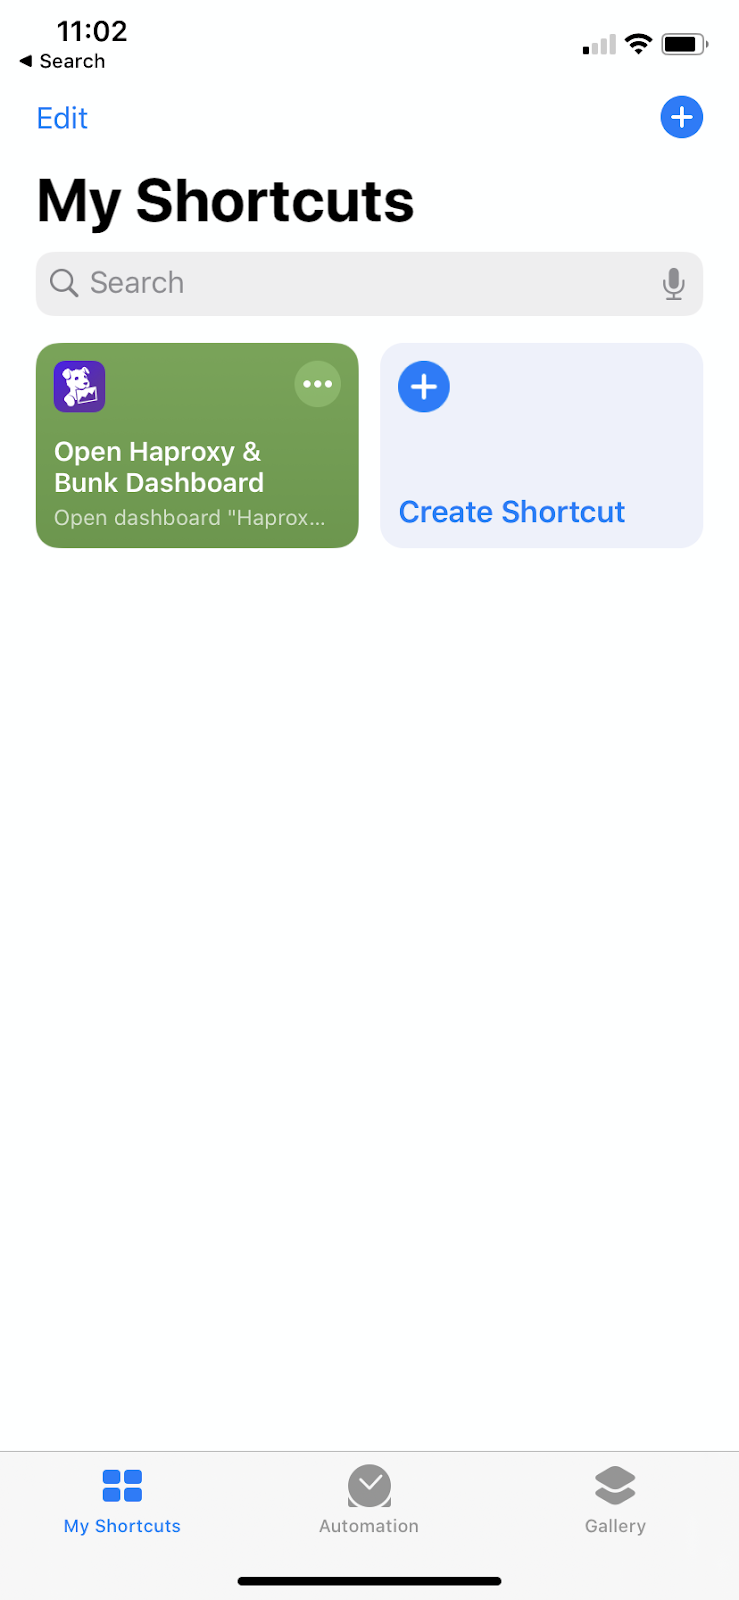 11:02
◀ Search
Edit
My Shortcuts
Search
Open Haproxy &
Bunk Dashboard
Open dashboard "Haprox...
Create Shortcut
My Shortcuts
Automation
Gallery